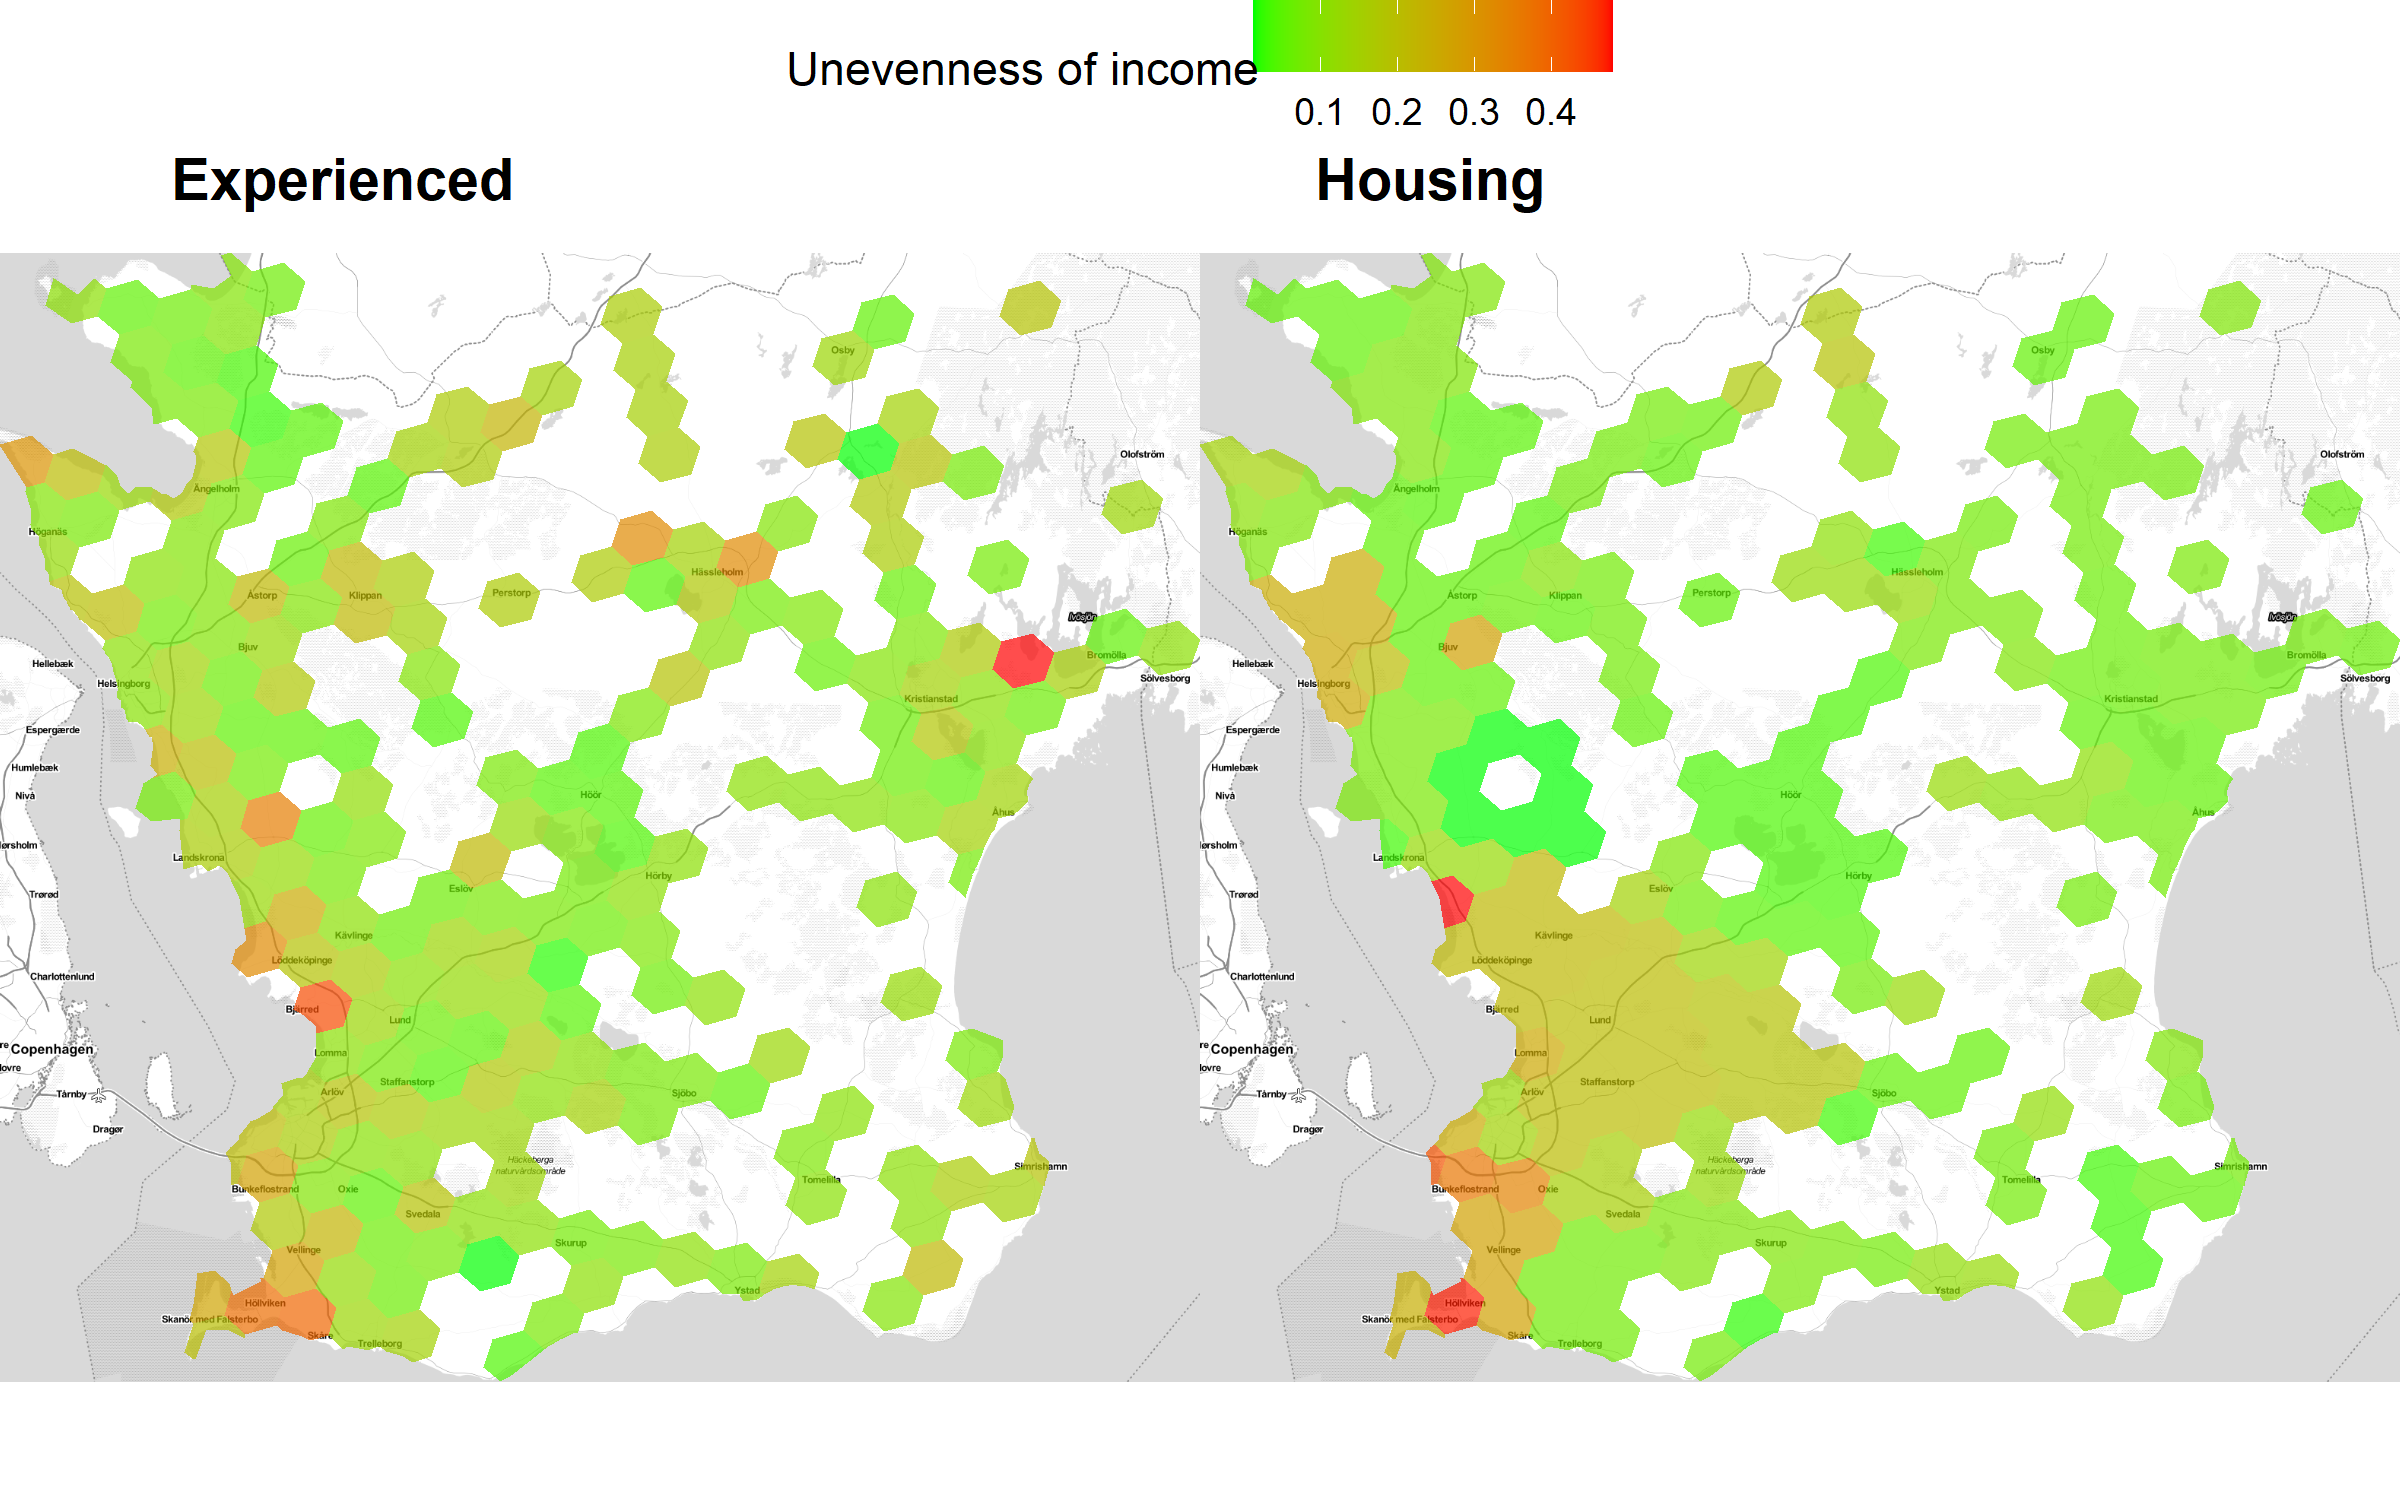 Unevenness of income
0.1 0.2 0.3 0.4
Experienced
Housing
Osby
Olofström
Ängelholm
Höganäs
Hässleholm
Åstorp
Klippan
Perstorp
Ivösjön
Bjuv
Hellebæk
Bromölla
Helsingborg
Sölvesborg
Kristianstad
Espergærde
Humlebæk
Nivå
Höör
Åhus
Landskrona
Hörby
Eslöv
Trørød
Kävlinge
Löddeköpinge
Charlottenlund
Bjärred
Lund
Copenhagen
Lomma
Staffanstorp
Arlöv
Tårnby
Sjöbo
Dragør
Häckeberga
naturvårdsområde
Simrishamn
Tomelilla
Bunkeflostrand
Oxie
Svedala
Skurup
Vellinge
Ystad
Höllviken
Skanör med Falsterbo
Skåre
Trelleborg
Osby
Olofström
Ängelholm
Höganäs
Hässleholm
Åstorp
Klippan
Perstorp
Ivösjön
Bjuv
Hellebæk
Bromölla
Helsingborg
Sölvesborg
Kristianstad
Espergærde
Humlebæk
Nivå
Höör
Åhus
Landskrona
Hörby
Eslöv
Trørød
Kävlinge
Löddeköpinge
Charlottenlund
Bjärred
Lund
Copenhagen
Lomma
Staffanstorp
Arlöv
Tårnby
Sjöbo
Dragør
Häckeberga
naturvårdsområde
Simrishamn
Tomelilla
Bunkeflostrand
Oxie
Svedala
Skurup
Vellinge
Ystad
Höllviken
Skanör med Falsterbo
Skåre
Trelleborg